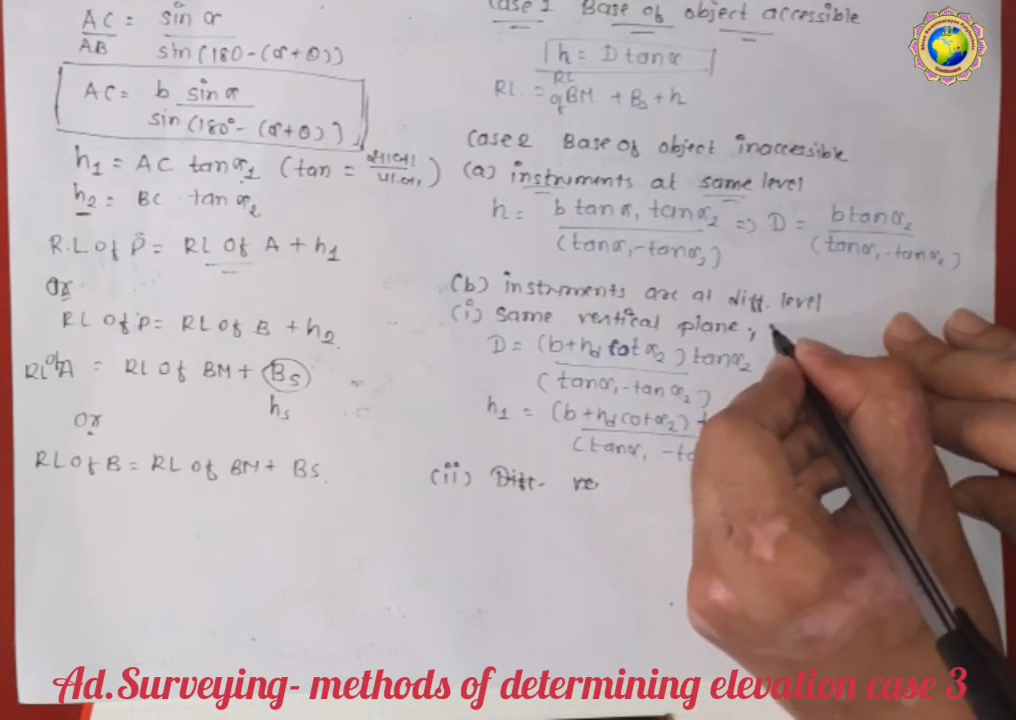 AC/AB = sin α / sin(180-(α+θ))
AC = b sin α / sin(180°-(α+θ))
h₁ = AC tan α₁ (tan = સામેની/પા.બા.)
h₂ = BC tan α₂
R.L of P = RL of A + h₁
Or
RL of P = RL of B + h₂
RL of A = RL of BM + Bs
hs
Or
RL of B = RL of BM + Bs.
Case 1 Base of object accessible
h = D tan α
RL. = RL of BM + Bs + h
Case 2 Base of object inaccessible
(a) instruments at same level
h = b tan α₁ tan α₂ / (tan α₁ - tan α₂) => D = b tan α₂ / (tan α₁ - tan α₂)
(b) instruments are at diff. level
(i) same vertical plane,
D = (b+hd cot α₂) tan α₂ / (tan α₁ - tan α₂)
h₁ = (b+hd cot α₂) / (tan α₁
(ii) Diff. ve
Ad.Surveying- methods of determining elevation case 3